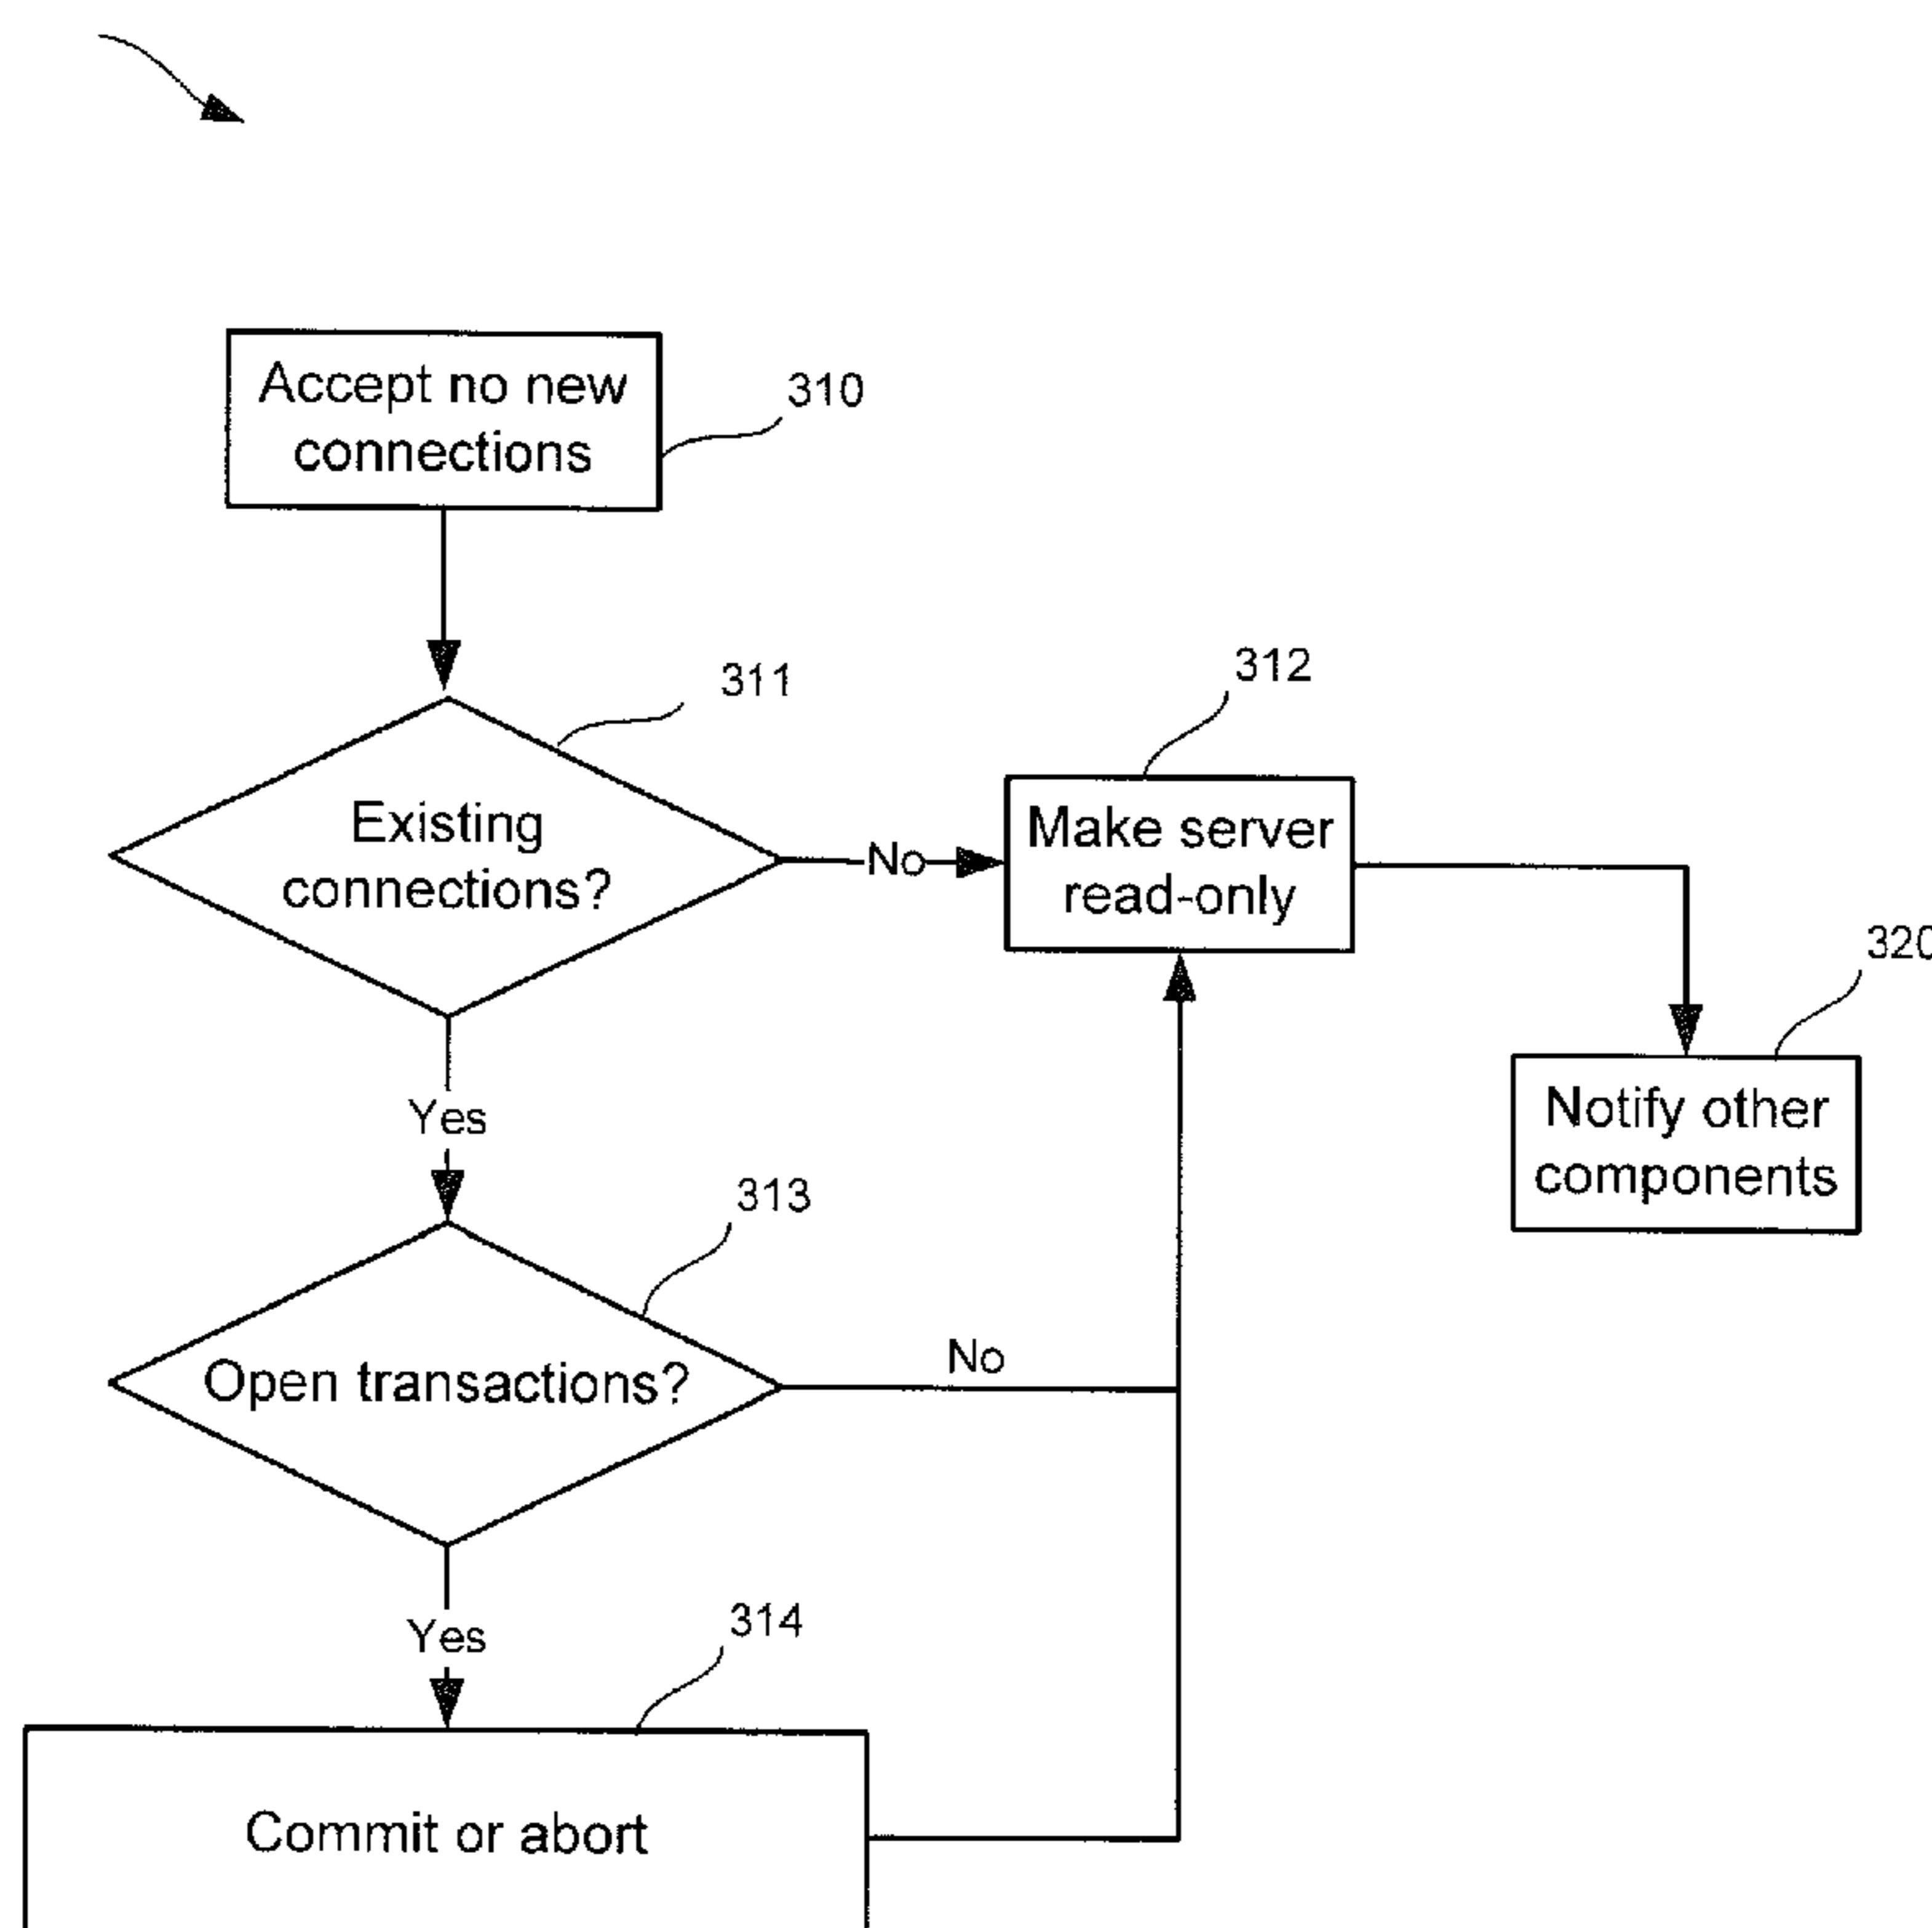 Accept no new
connections
310
311
Existing
connections?
No
312
Make server
read-only
320
Notify other
components
Yes
313
Open transactions?
No
Yes
314
Commit or abort